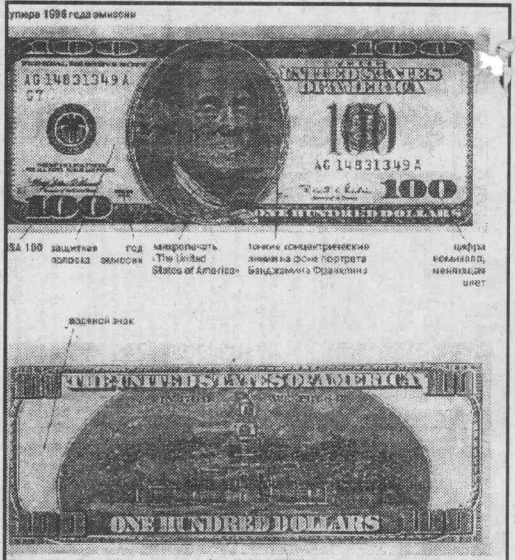 упюра 1996 года эмиссии
100 100
THE
UNITED STATES
OF AMERICA
AG 14831349 A
G7
100
AG 14831349 A
100 100
ONE HUNDRED DOLLARS
SA 100 защитная полоска год эмиссии микропечать «The United States of America» тонкие концентрические линии на фоне портрета Бенджамина Франклина цифра номинала, меняющая цвет
водяной знак
THE UNITED STATES OF AMERICA
ONE HUNDRED DOLLARS